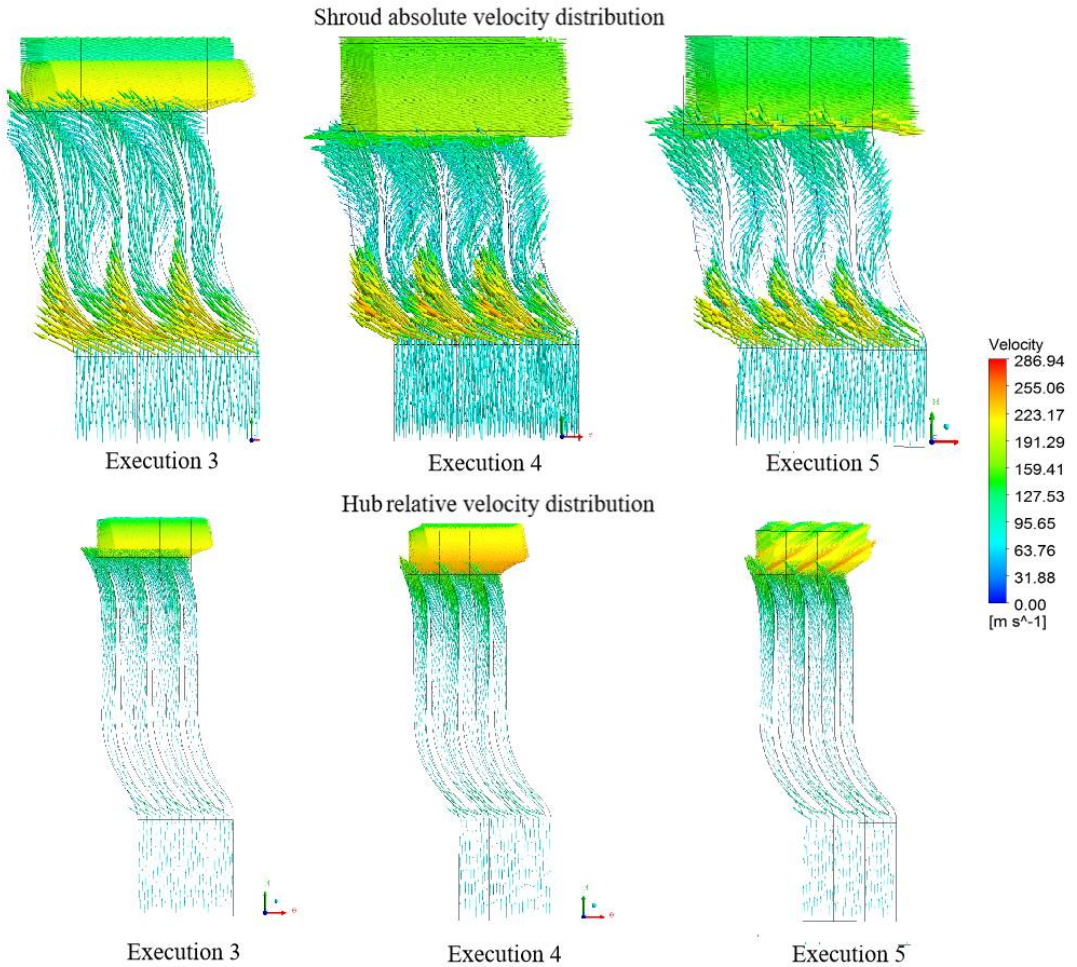 Shroud absolute velocity distribution
Execution 3
Execution 4
Execution 5
Velocity
286.94
255.06
223.17
191.29
159.41
127.53
95.65
63.76
31.88
0.00
[m s^-1]
Hub relative velocity distribution
Execution 3
Execution 4
Execution 5